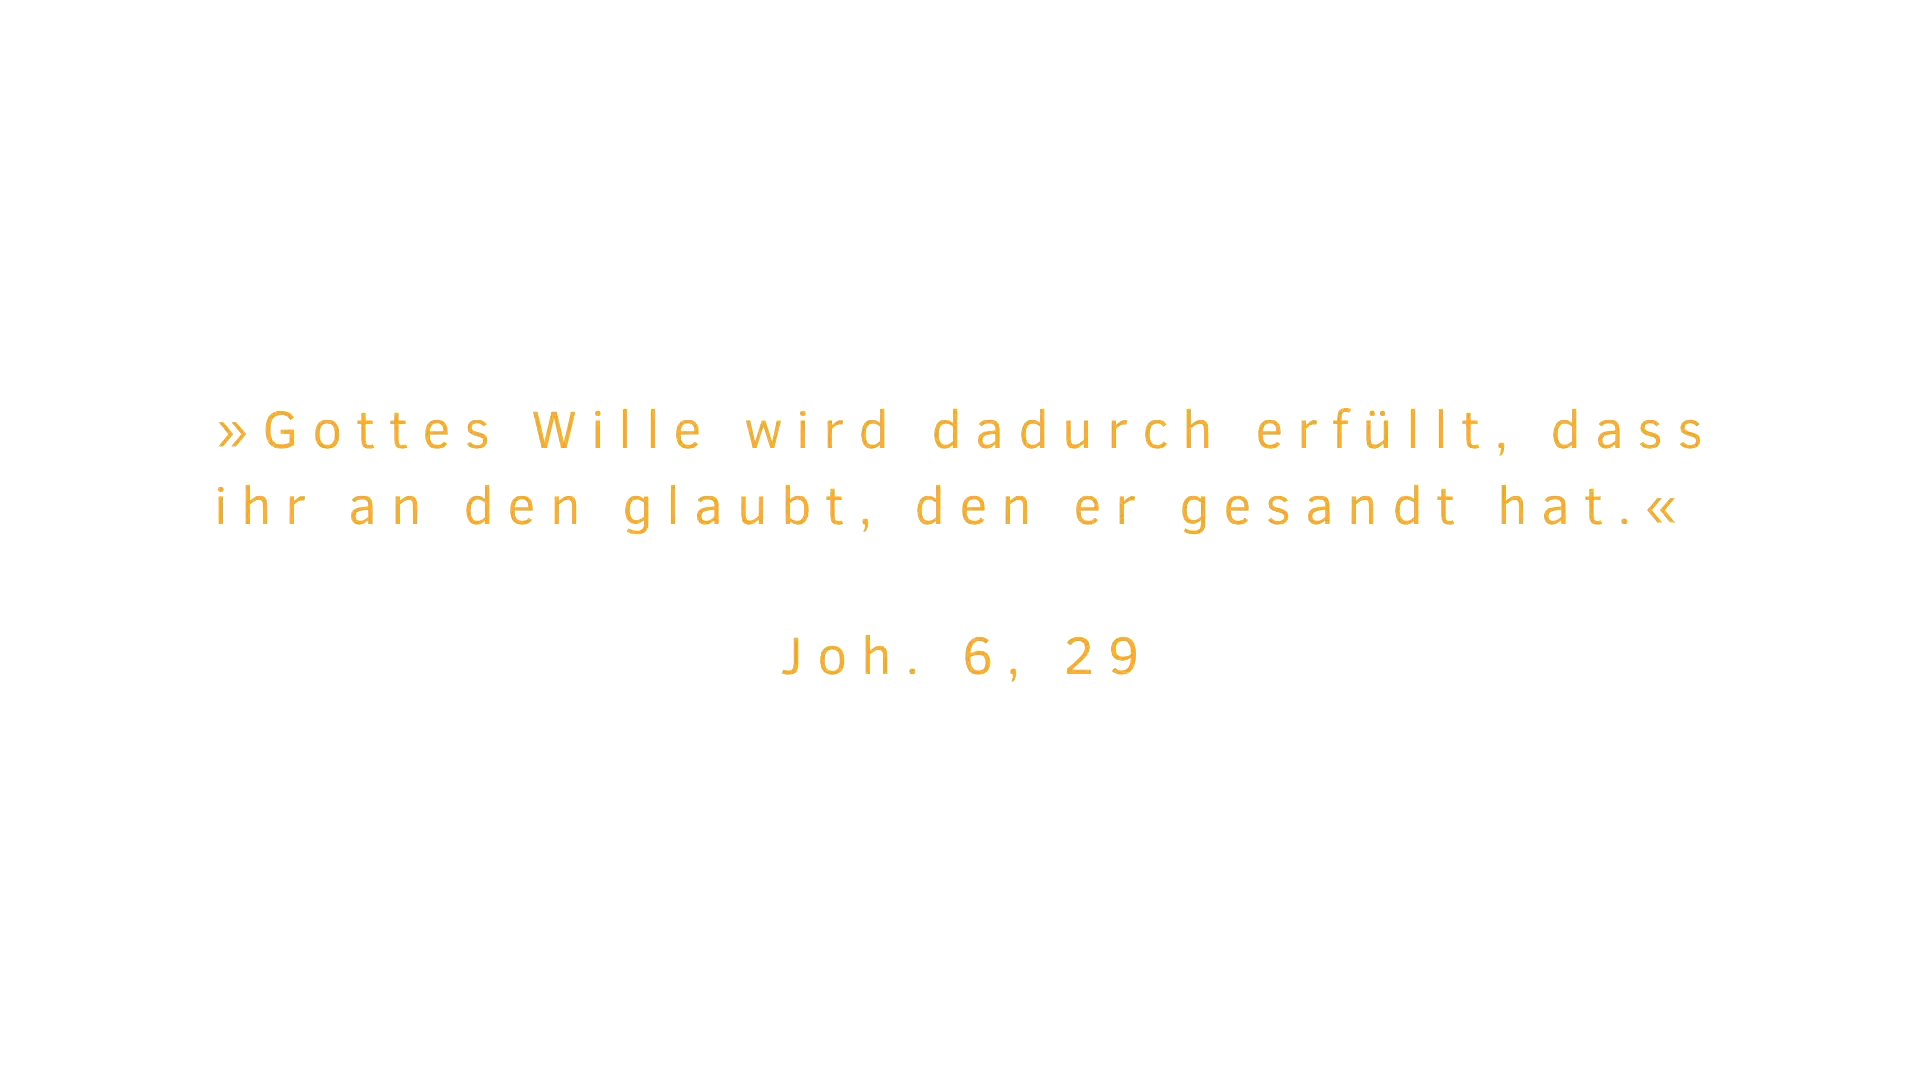 »Gottes Wille wird dadurch erfüllt, dass
ihr an den glaubt, den er gesandt hat.«
Joh. 6, 29